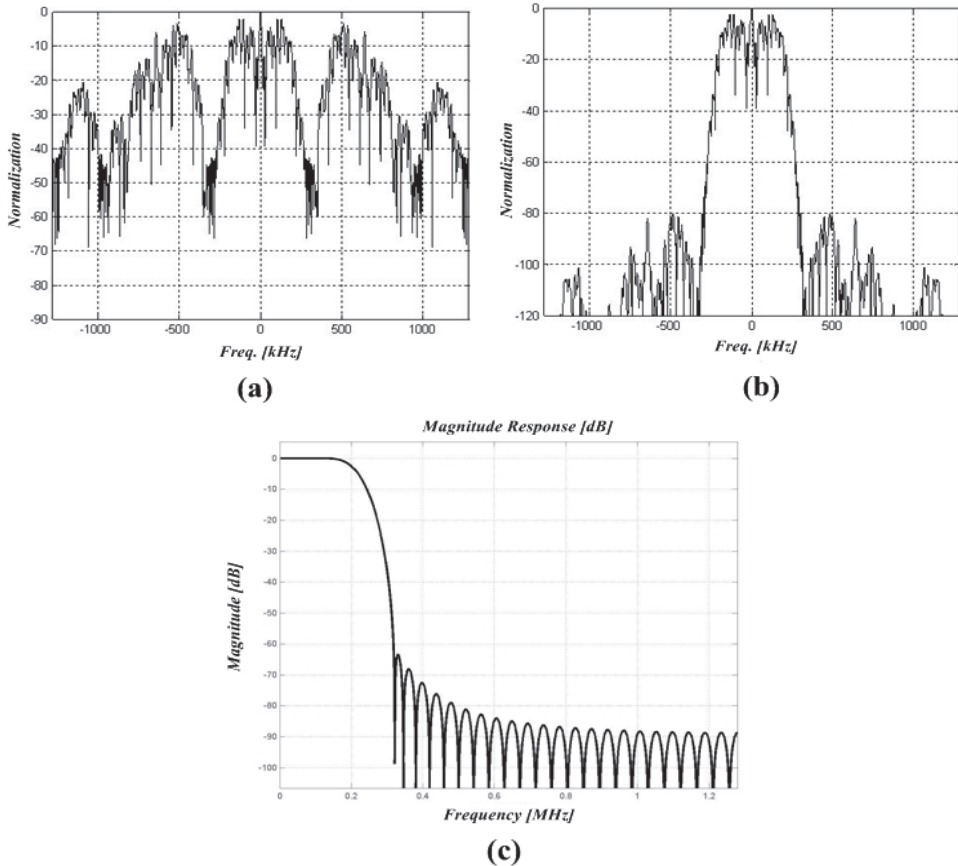 0
-10
-20
-30
-40
-50
-60
-70
-80
-90
Normalization
-1000 -500 0 500 1000
Freq. [kHz]
(a)
0
-20
-40
-60
-80
-100
-120
Normalization
-1000 -500 0 500 1000
Freq. [kHz]
(b)
Magnitude Response [dB]
0
-10
-20
-30
-40
-50
-60
-70
-80
-90
-100
Magnitude [dB]
0 0.2 0.4 0.6 0.8 1 1.2
Frequency [MHz]
(c)